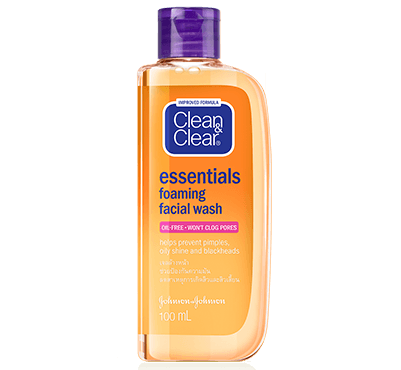 IMPROVED FORMULA
Clean
&
Clear®
essentials
foaming
facial wash
OIL-FREE • WON'T CLOG PORES
helps prevent pimples,
oily shine and blackheads
Johnson & Johnson
100 mL